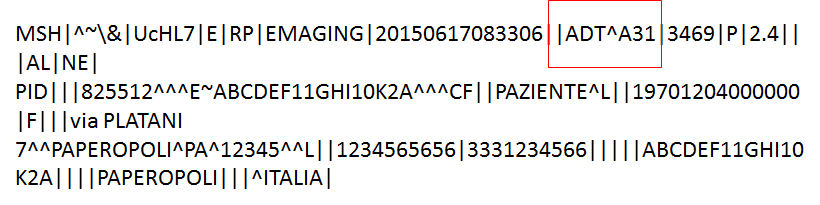 MSH|^~\&|UcHL7|E|RP|EMAGING|20150617083306||ADT^A31|3469|P|2.4||
|AL|NE|
PID|||825512^^^E~ABCDEF11GHI10K2A^^^CF||PAZIENTE^L||19701204000000
|F|||via PLATANI
7^^PAPEROPOLI^PA^12345^^L||1234565656|3331234566|||||ABCDEF11GHI10
K2A||||PAPEROPOLI|||^ITALIA|